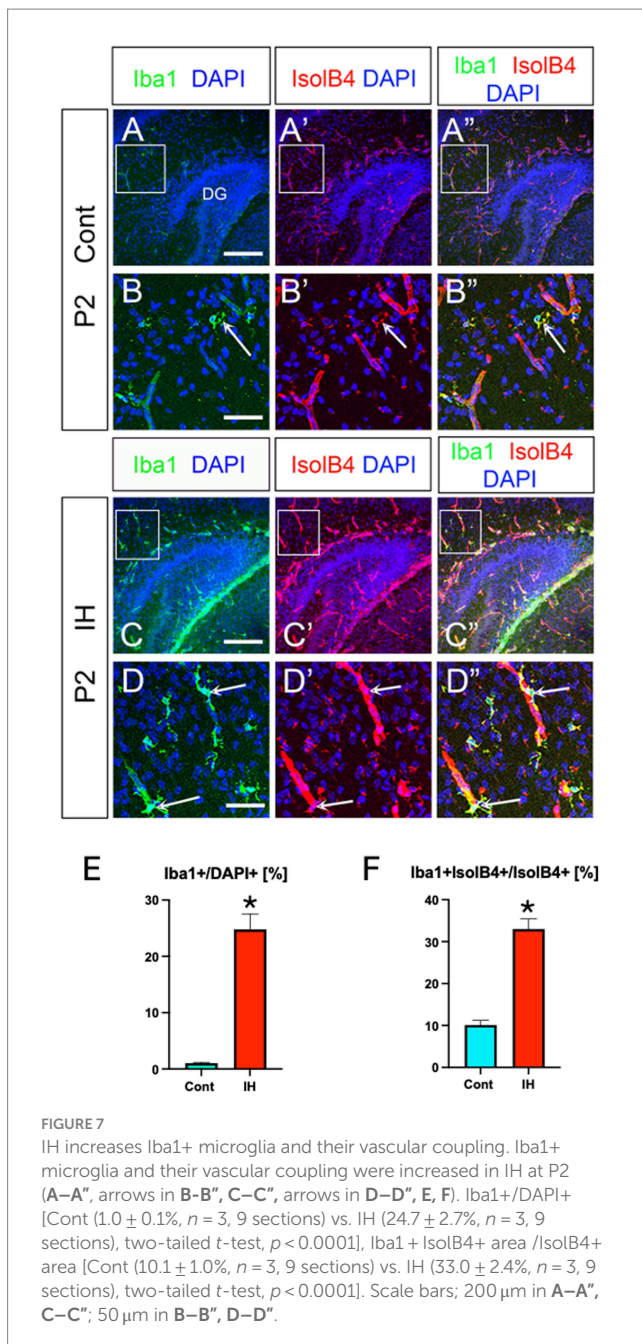 Iba1 DAPI
IsolB4 DAPI
Iba1 IsolB4
DAPI
P2 Cont
A
DG
A’
A”
B
B’
B”
Iba1 DAPI
IsolB4 DAPI
Iba1 IsolB4
DAPI
P2 IH
C
C’
C”
D
D’
D”
E
Iba1+/DAPI+ [%]
30
20
10
0
*
Cont
IH
F
Iba1+IsolB4+/IsolB4+ [%]
40
30
20
10
0
*
Cont
IH
FIGURE 7
IH increases Iba1+ microglia and their vascular coupling. Iba1+
microglia and their vascular coupling were increased in IH at P2
(A–A”, arrows in B-B”, C–C”, arrows in D–D”, E, F). Iba1+/DAPI+
[Cont (1.0 ± 0.1%, n = 3, 9 sections) vs. IH (24.7 ± 2.7%, n = 3, 9
sections), two-tailed t-test, p < 0.0001], Iba1 + IsolB4+ area /IsolB4+
area [Cont (10.1 ± 1.0%, n = 3, 9 sections) vs. IH (33.0 ± 2.4%, n = 3, 9
sections), two-tailed t-test, p < 0.0001]. Scale bars; 200 μm in A–A”,
C–C”; 50 μm in B–B”, D–D”.